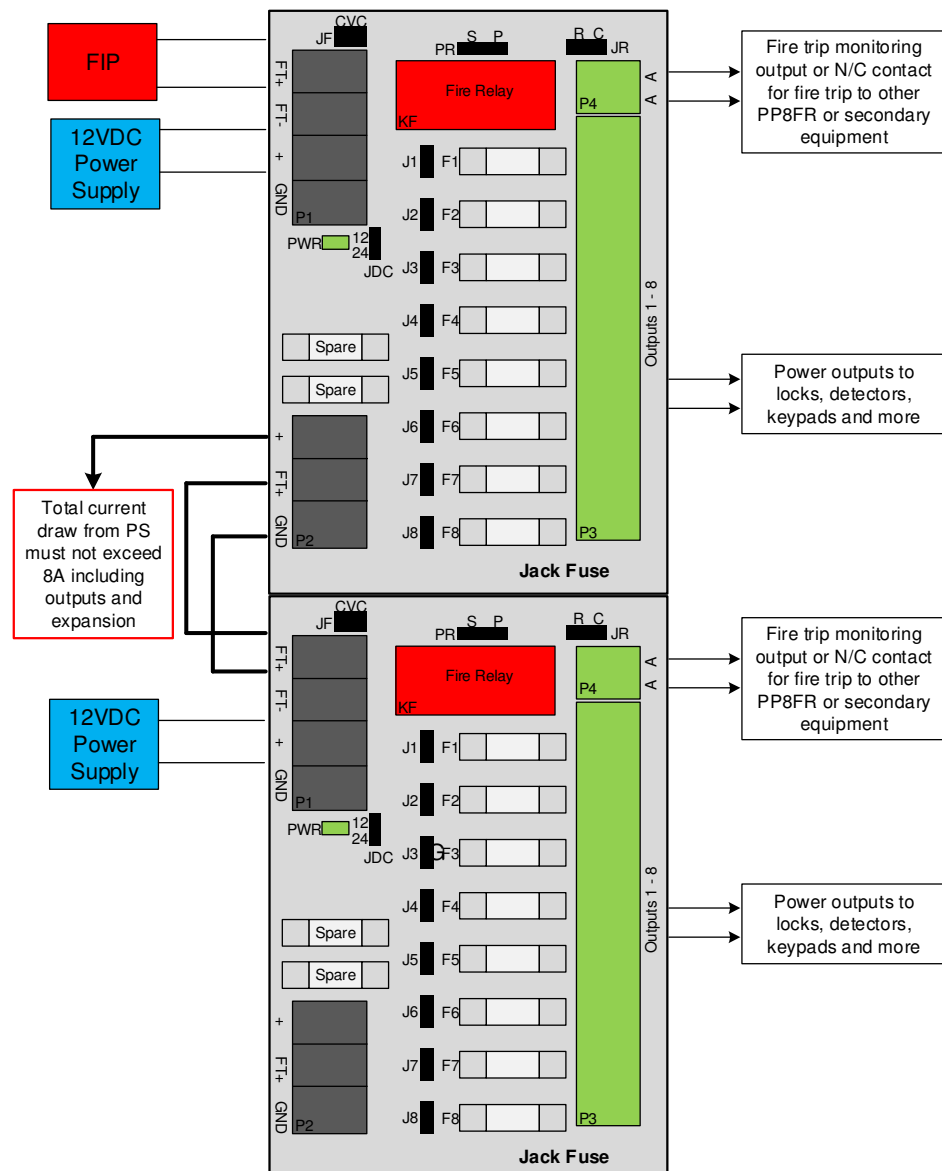 FIP
12VDC
Power
Supply
CVC
JF
FT+
FT-
+
GND
P1
PWR
12
24
JDC
S P
PR
Fire Relay
KF
R C
JR
P4
A
A
Fire trip monitoring
output or N/C contact
for fire trip to other
PP8FR or secondary
equipment
J1 F1
J2 F2
J3 F3
J4 F4
J5 F5
J6 F6
J7 F7
J8 F8
Spare
Spare
+
FT+
GND
P2
Outputs 1 - 8
P3
Power outputs to
locks, detectors,
keypads and more
Total current
draw from PS
must not exceed
8A including
outputs and
expansion
Jack Fuse
CVC
JF
FT+
FT-
+
GND
P1
12VDC
Power
Supply
PWR
12
24
JDC
S P
PR
Fire Relay
KF
R C
JR
P4
A
A
Fire trip monitoring
output or N/C contact
for fire trip to other
PP8FR or secondary
equipment
J1 F1
J2 F2
J3 G F3
J4 F4
J5 F5
J6 F6
J7 F7
J8 F8
Spare
Spare
+
FT+
GND
P2
Outputs 1 - 8
P3
Power outputs to
locks, detectors,
keypads and more
Jack Fuse